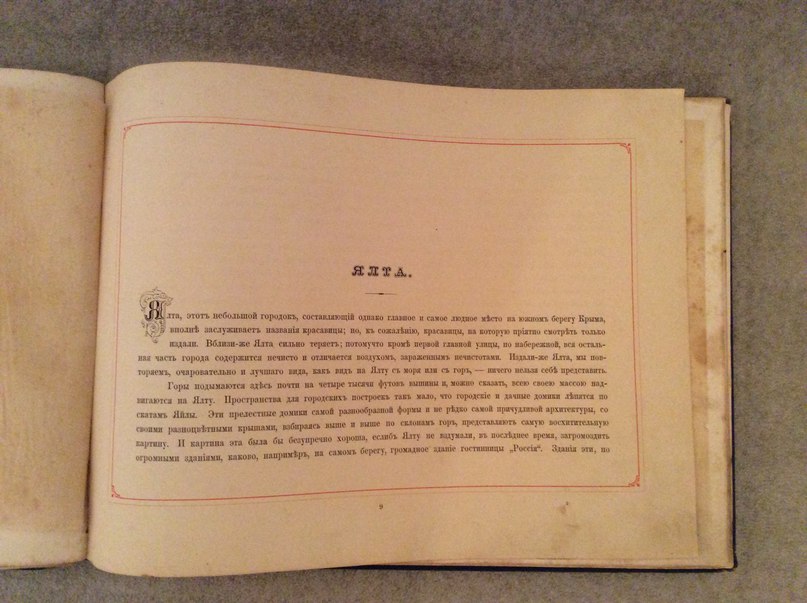 ЯЛТА.
Ялта, этотъ небольшой городокъ, составляющій однако главное и самое людное мѣсто на южномъ берегу Крыма,
вполнѣ заслуживаетъ названія красавицы; но, къ сожалѣнію, красавицы, на которую пріятно смотрѣть только
издали. Вблизи-же Ялта сильно теряетъ; потомучто кромѣ первой главной улицы, по набережной, вся осталь-
ная часть города содержится нечисто и отличается воздухомъ, зараженнымъ нечистотами. Издали-же Ялта, мы пов-
торяемъ, очаровательно и лучшаго вида, какъ видъ на Ялту съ моря или съ горъ, — ничего нельзя себѣ представить.
Горы подымаются здѣсь почти на четыре тысячи футовъ вышины и, можно сказать, всею своею массою над-
вигаются на Ялту. Пространства для городскихъ построекъ такъ мало, что городскіе и дачные домики лѣпятся по
скатамъ Яйлы. Эти прелестные домики самой разнообразной формы и не рѣдко самой причудливой архитектуры, со
своими разноцвѣтными крышами, взбираясь выше и выше по склонамъ горъ, представляютъ самую восхитительную
картину. И картина эта была бы безупречно хороша, еслибъ Ялту не вздумали, въ послѣднее время, загромоздить
огромными зданіями, каково, напримѣръ, на самомъ берегу, громадное зданіе гостинницы „Россія“. Зданія эти, по
9